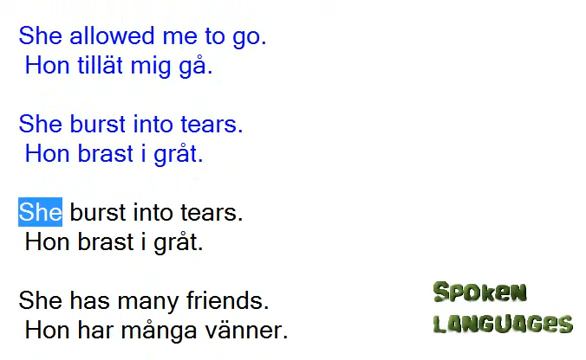 She allowed me to go.
Hon tillät mig gå.
She burst into tears.
Hon brast i gråt.
She burst into tears.
Hon brast i gråt.
She has many friends.
Hon har många vänner.
Spoken
Languages